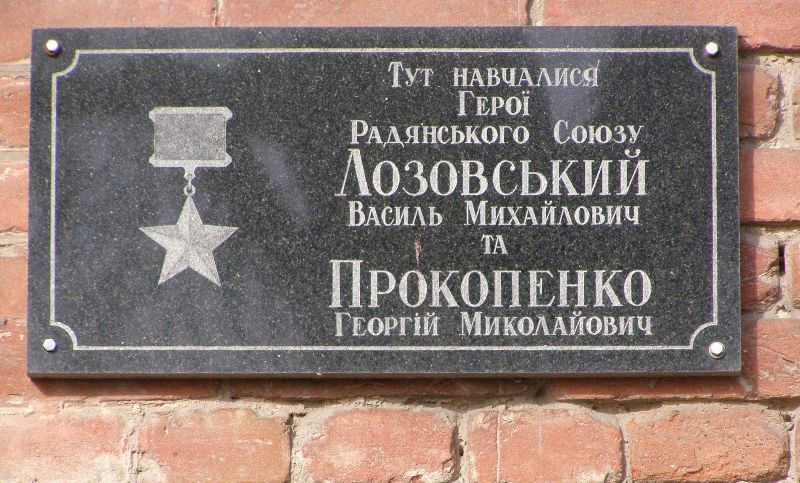 Тут навчалися
Герої
Радянського Союзу
Лозовський
Василь Михайлович
та
Прокопенко
Георгій Миколайович